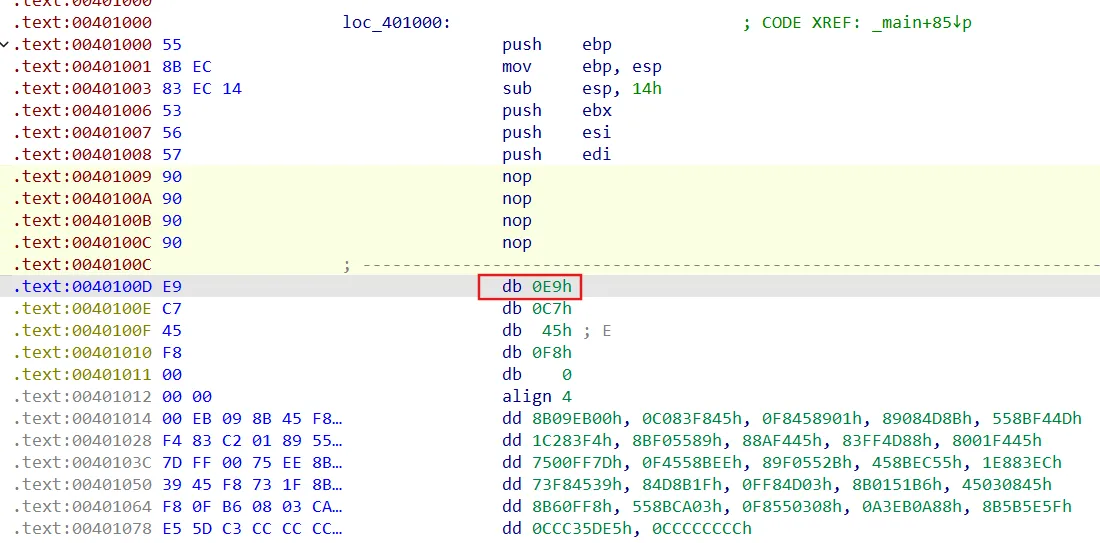 .text:00401000
.text:00401000 loc_401000: ; CODE XREF: _main+85↓p
.text:00401000 55 push ebp
.text:00401001 8B EC mov ebp, esp
.text:00401003 83 EC 14 sub esp, 14h
.text:00401006 53 push ebx
.text:00401007 56 push esi
.text:00401008 57 push edi
.text:00401009 90 nop
.text:0040100A 90 nop
.text:0040100B 90 nop
.text:0040100C 90 nop
.text:0040100C ; ---------------------------------------------------------------------------
.text:0040100D E9 db 0E9h
.text:0040100E C7 db 0C7h
.text:0040100F 45 db 45h ; E
.text:00401010 F8 db 0F8h
.text:00401011 00 db 0
.text:00401012 00 00 align 4
.text:00401014 00 EB 09 8B 45 F8… dd 8B09EB00h, 0C083F845h, 0F8458901h, 89084D8Bh, 558BF44Dh
.text:00401028 F4 83 C2 01 89 55… dd 1C283F4h, 8BF05589h, 88AF445h, 83FF4D88h, 8001F445h
.text:0040103C 7D FF 00 75 EE 8B… dd 7500FF7Dh, 0F4558BEEh, 89F0552Bh, 458BEC55h, 1E883ECh
.text:00401050 39 45 F8 73 1F 8B… dd 73F84539h, 84D8B1Fh, 0FF84D03h, 8B0151B6h, 45030845h
.text:00401064 F8 0F B6 08 03 CA… dd 8B60FF8h, 558BCA03h, 0F8550308h, 0A3EB0A88h, 8B5B5E5Fh
.text:00401078 E5 5D C3 CC CC CC CC… dd 0CCC35DE5h, 0CCCCCCCCh